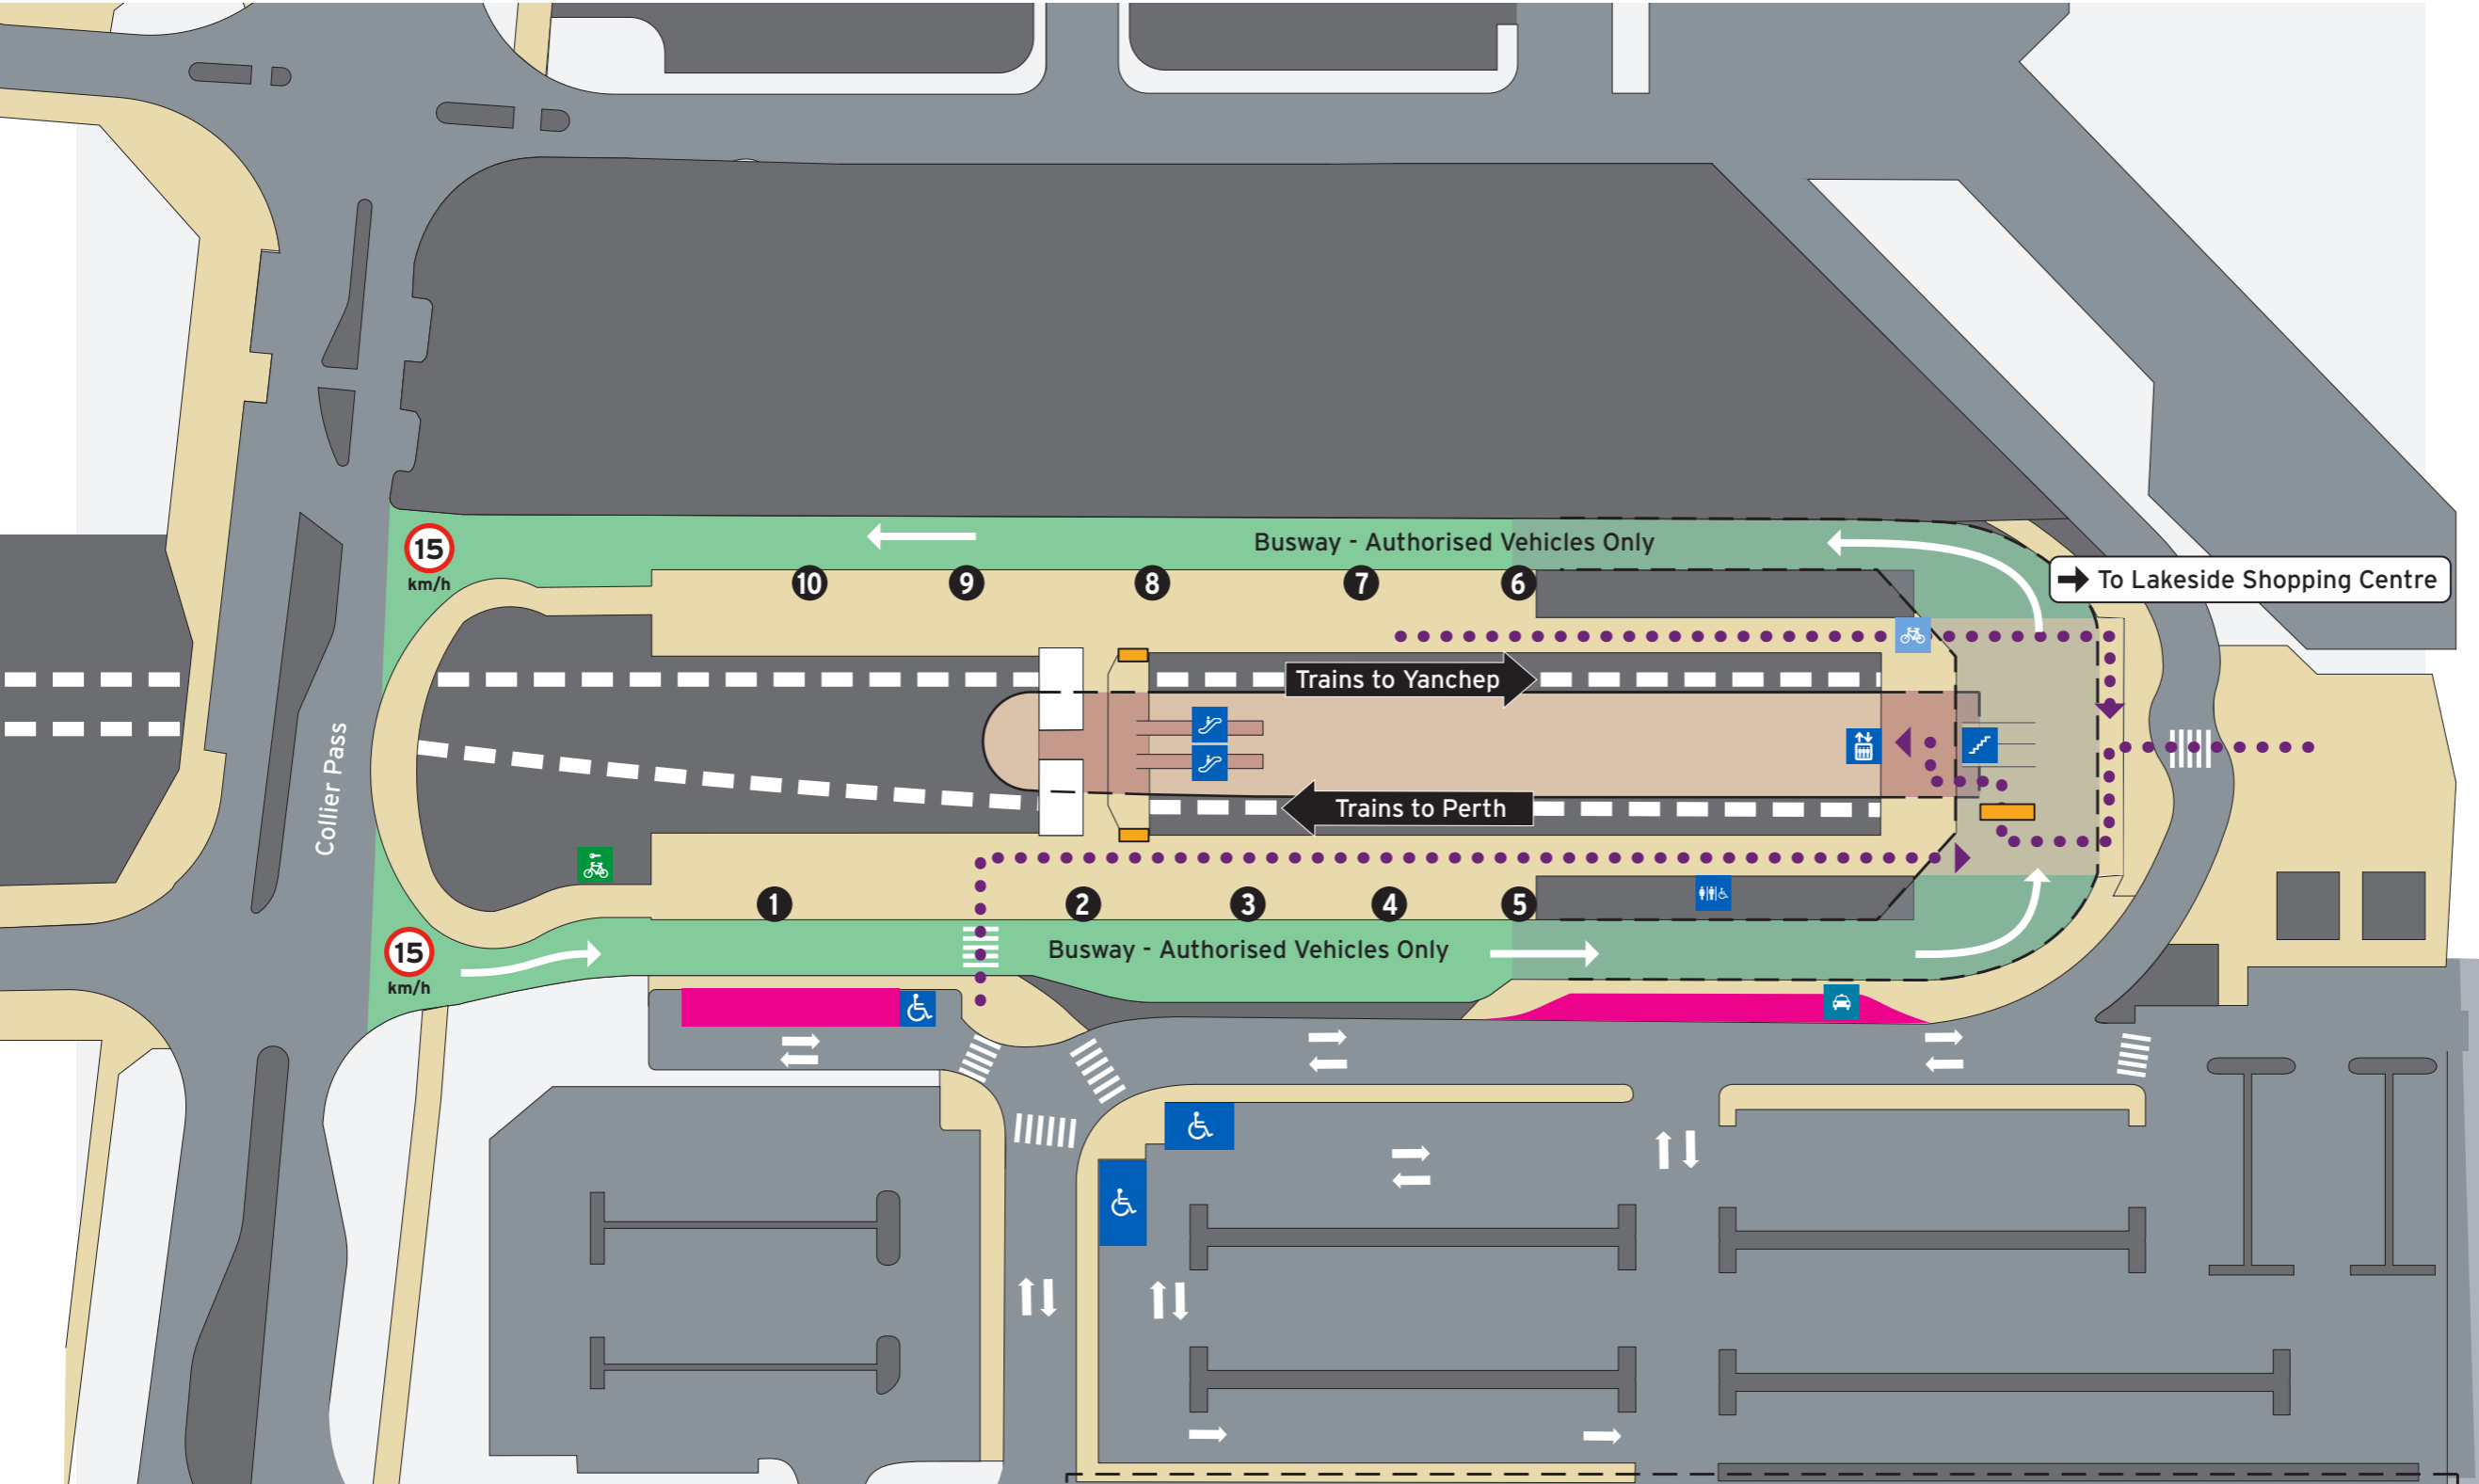 15
km/h
Busway - Authorised Vehicles Only
10
9
8
7
6
To Lakeside Shopping Centre
Trains to Yanchep
Collier Pass
Trains to Perth
1
2
3
4
5
15
km/h
Busway - Authorised Vehicles Only